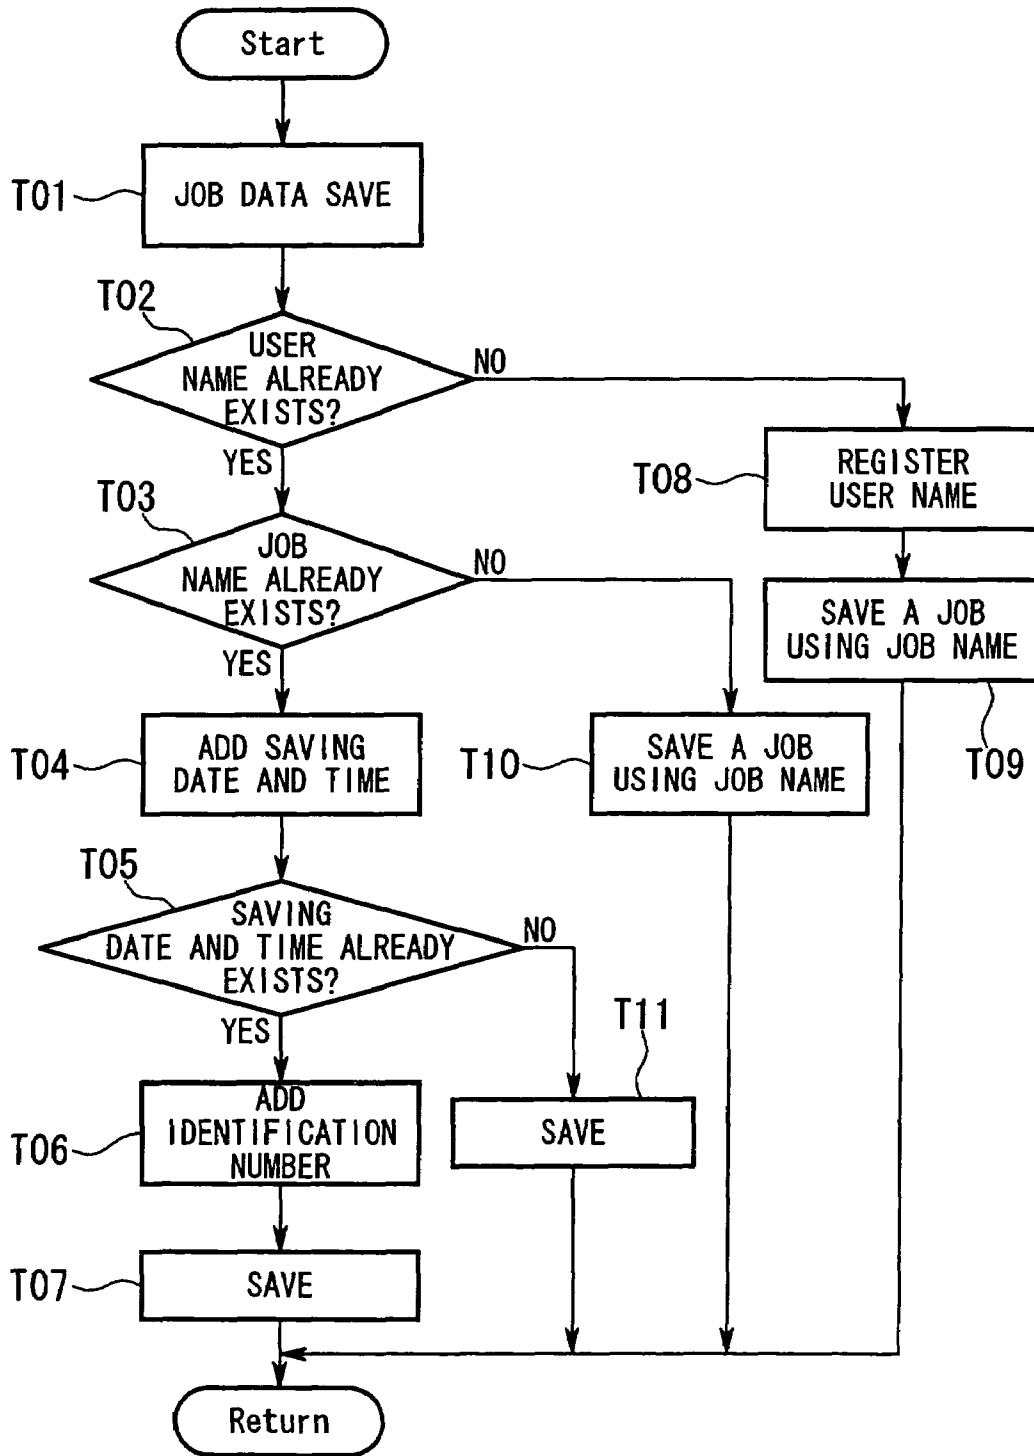 Start
T01
JOB DATA SAVE
T02
USER
NAME ALREADY
EXISTS?
NO
YES
T03
JOB
NAME ALREADY
EXISTS?
NO
YES
T08
REGISTER
USER NAME
SAVE A JOB
USING JOB NAME
T09
T04
ADD SAVING
DATE AND TIME
T10
SAVE A JOB
USING JOB NAME
T05
SAVING
DATE AND TIME ALREADY
EXISTS?
NO
YES
T11
SAVE
T06
ADD
IDENTIFICATION
NUMBER
T07
SAVE
Return